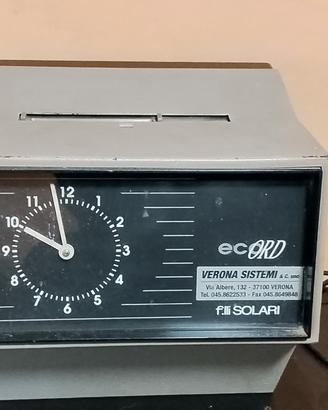 12
11 1
10 2
9 3
8 4
7 5
6
ecORD
VERONA SISTEMI & C. snc
Via Albere, 132 - 37100 VERONA
Tel. 045.8622533 - Fax 045.8649848
f.lli SOLARI